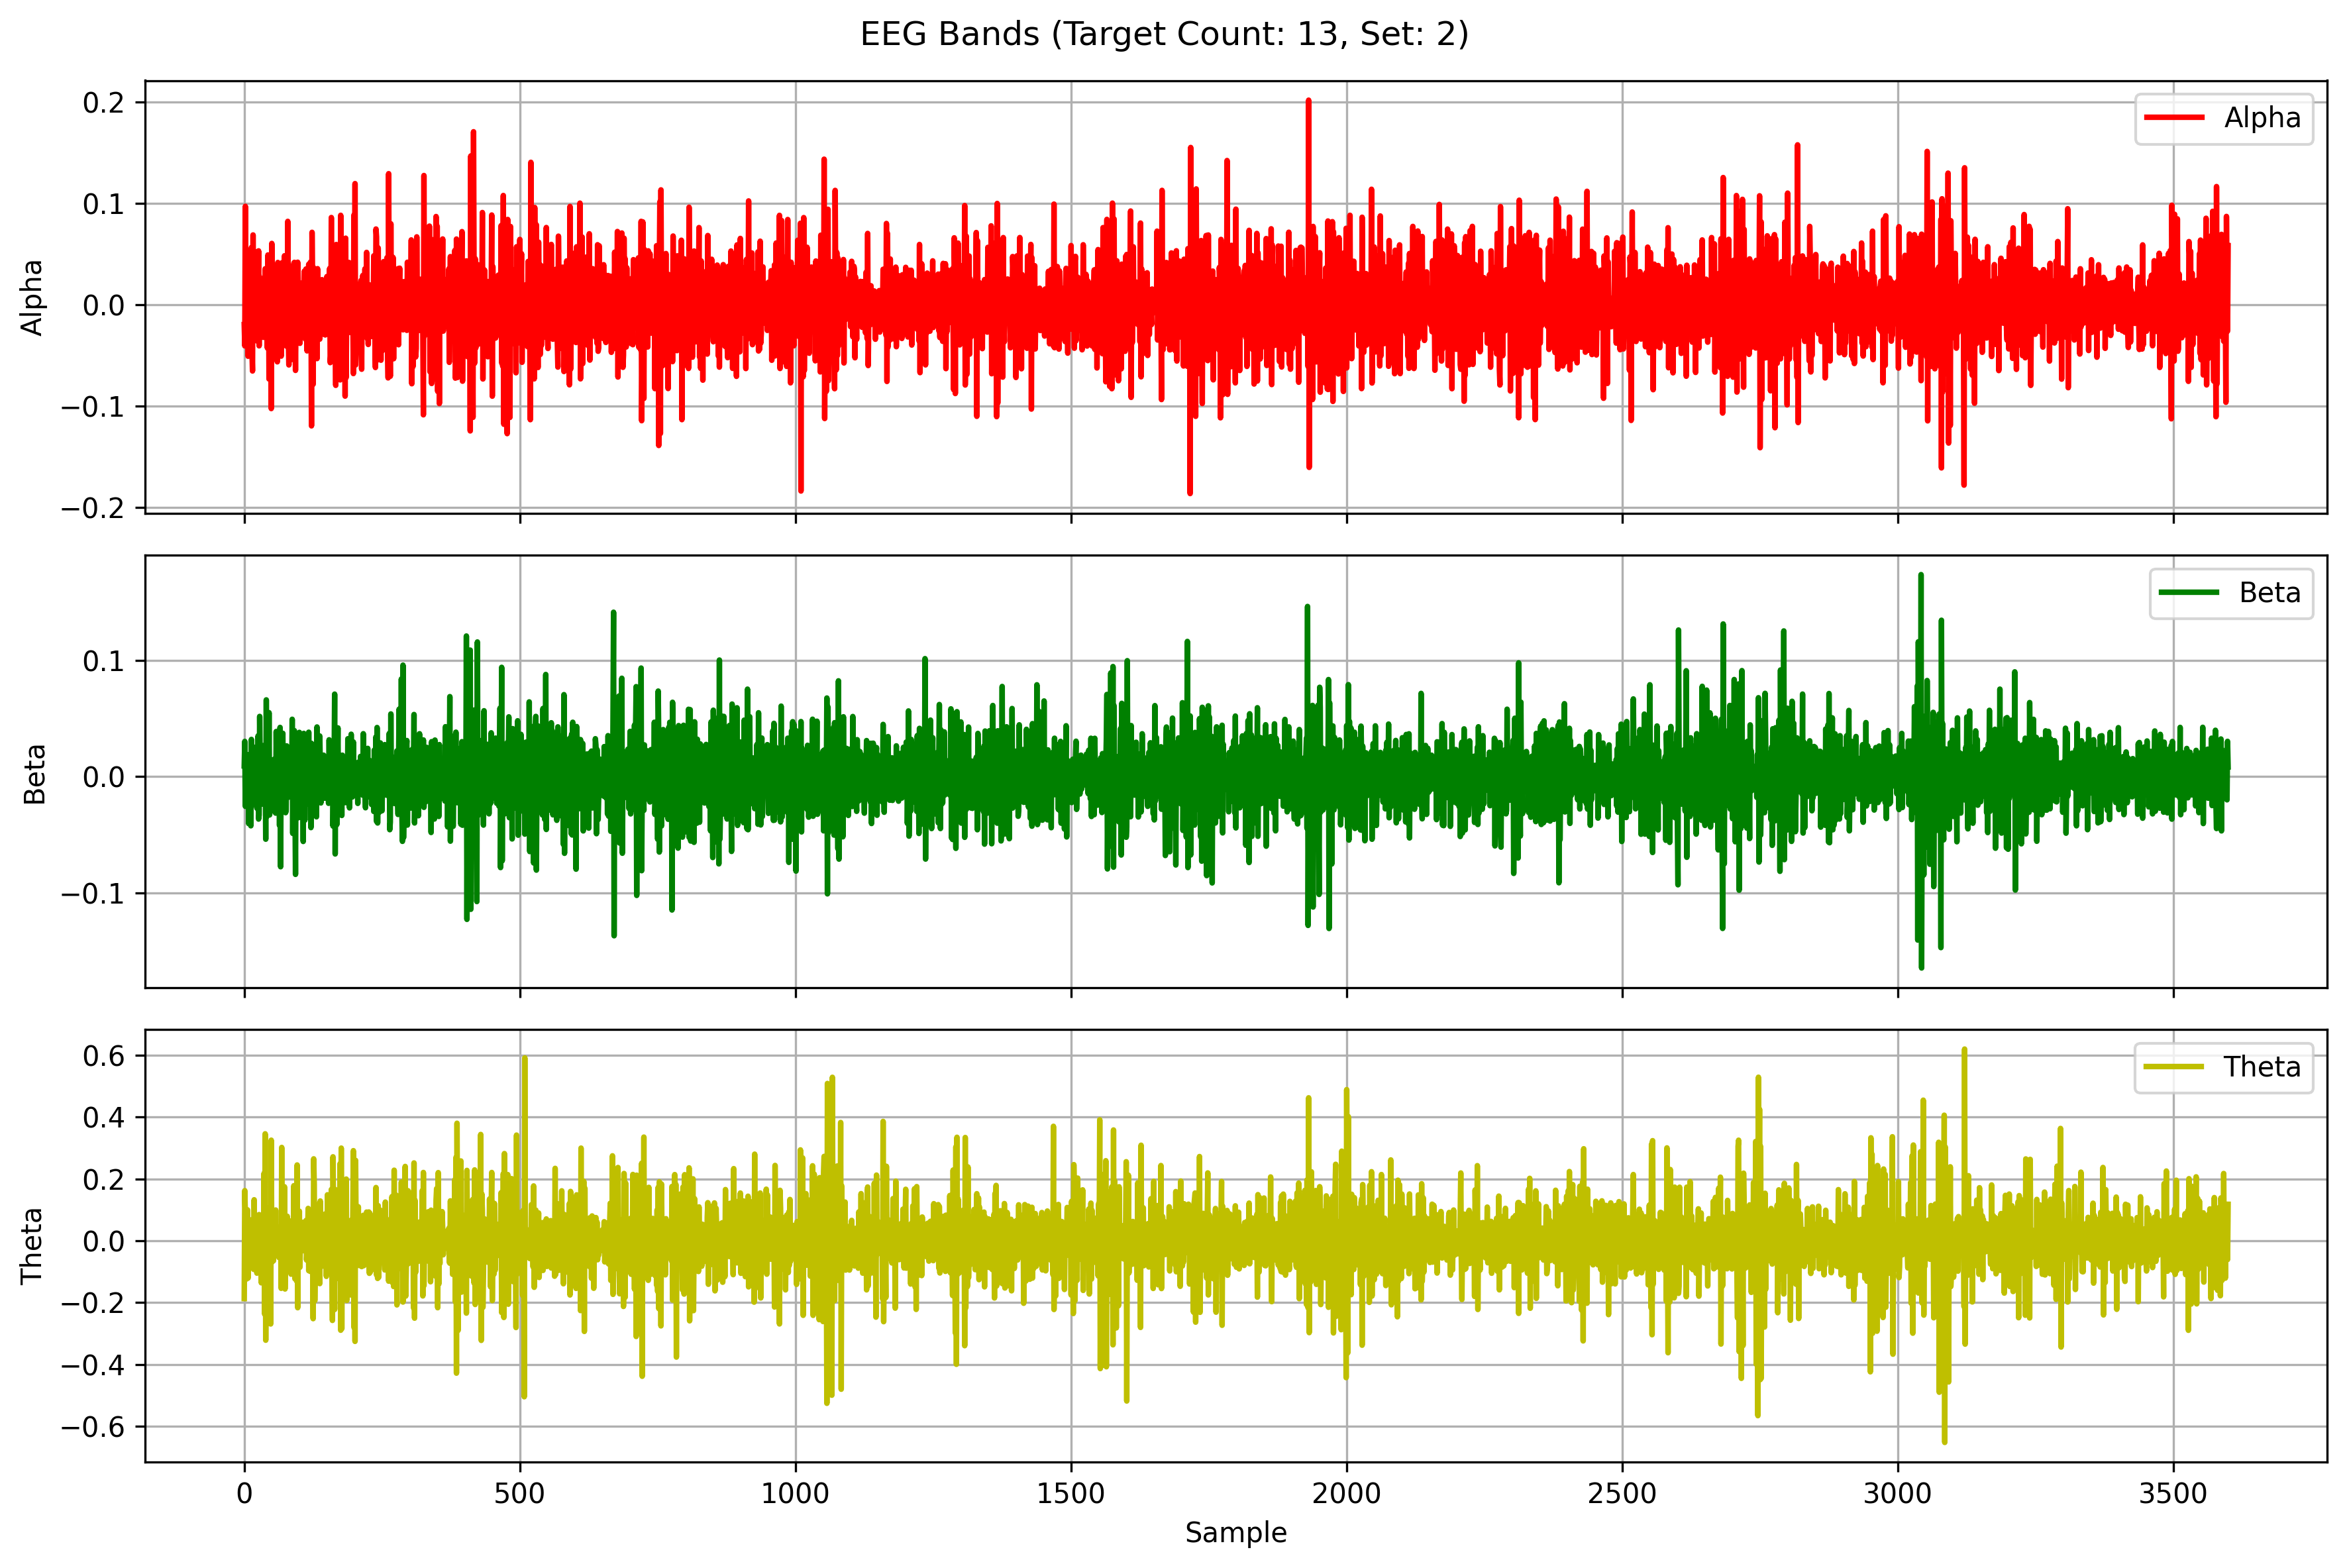 EEG Bands (Target Count: 13, Set: 2)
0.2
0.1
0.0
−0.1
−0.2
Alpha
Alpha
0.1
0.0
−0.1
Beta
Beta
0.6
0.4
0.2
0.0
−0.2
−0.4
−0.6
Theta
Theta
0 500 1000 1500 2000 2500 3000 3500
Sample